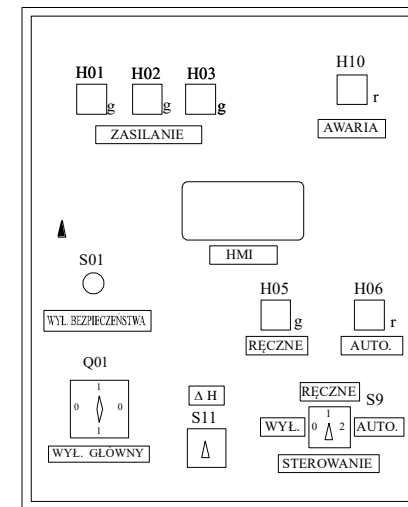 H01 H02 H03
g g g
ZASILANIE
H10
r
AWARIA
HMI
S01
WYŁ. BEZPIECZEŃSTWA
H05
g
RĘCZNE
H06
r
AUTO.
Q01
1
0 0
1
WYŁ. GŁÓWNY
Δ H
S11
RĘCZNE
S9
WYŁ.
1
0 2
AUTO.
STEROWANIE